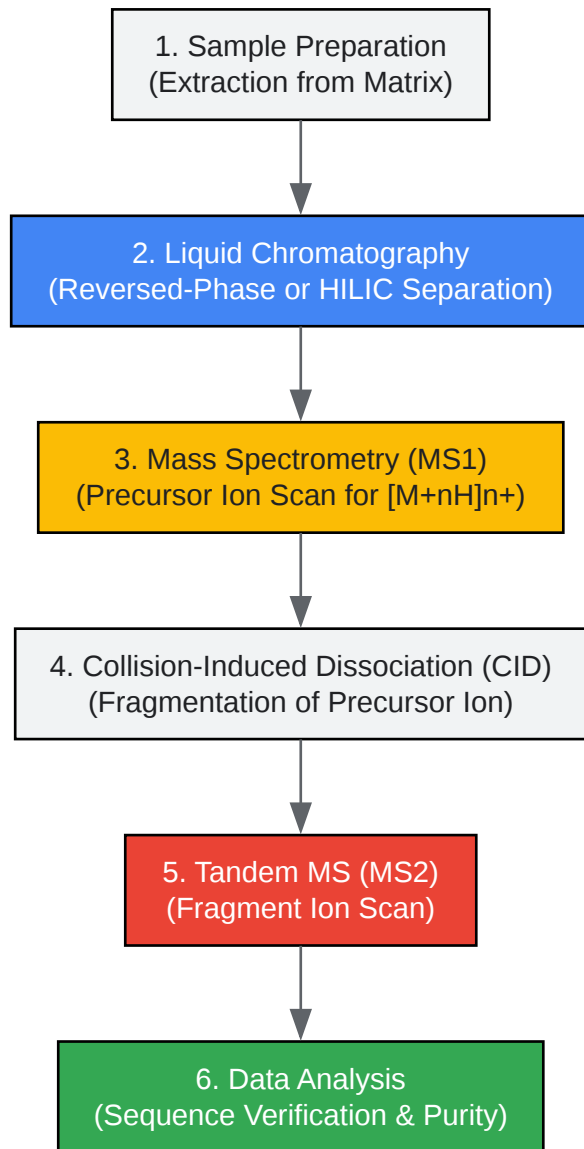 1. Sample Preparation
(Extraction from Matrix)
2. Liquid Chromatography
(Reversed-Phase or HILIC Separation)
3. Mass Spectrometry (MS1)
(Precursor Ion Scan for [M+nH]n+)
4. Collision-Induced Dissociation (CID)
(Fragmentation of Precursor Ion)
5. Tandem MS (MS2)
(Fragment Ion Scan)
6. Data Analysis
(Sequence Verification & Purity)